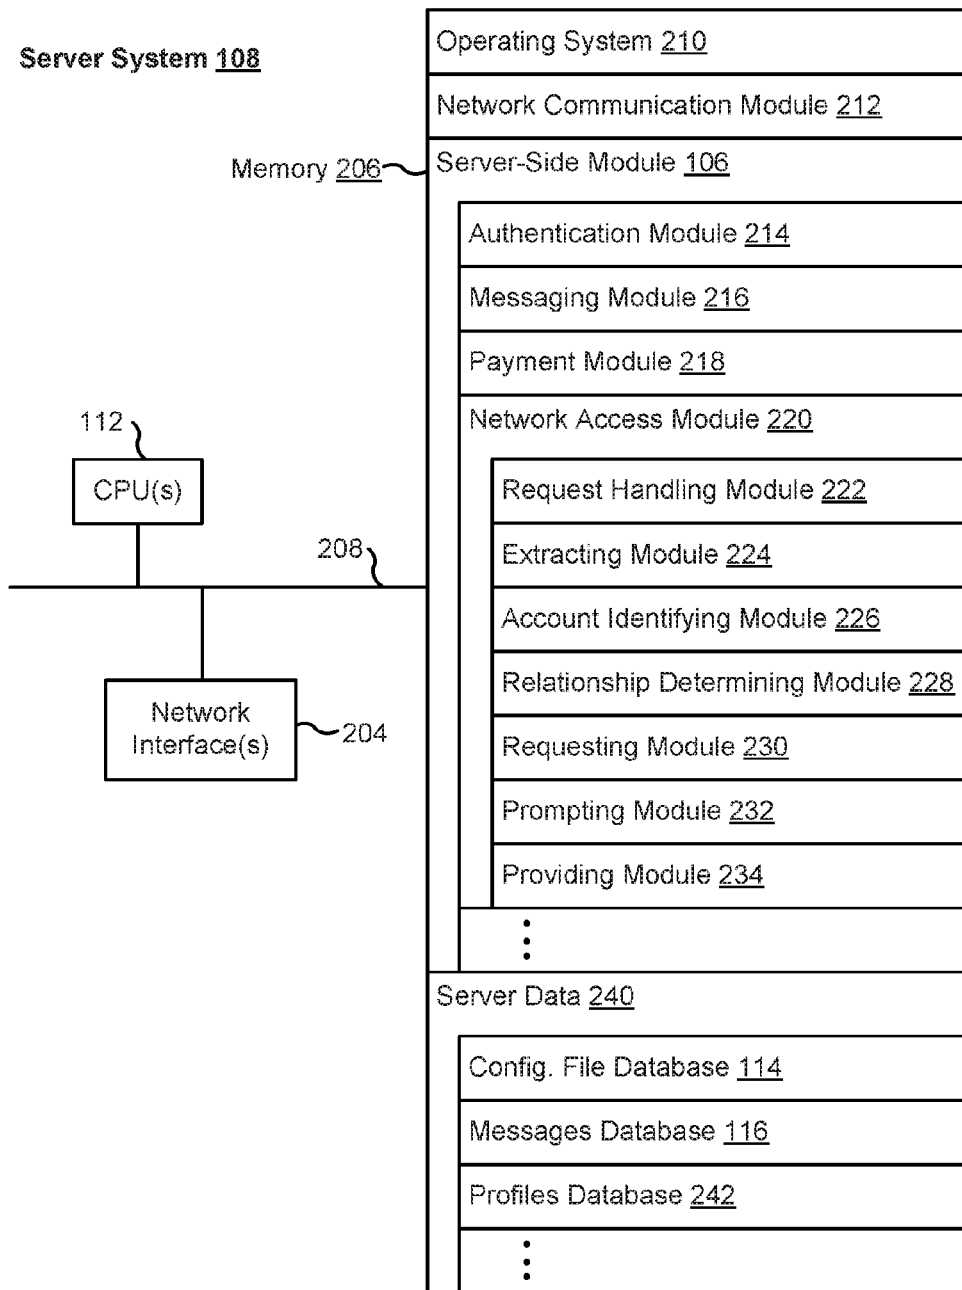 Server System 108
Operating System 210
Network Communication Module 212
Memory 206
Server-Side Module 106
Authentication Module 214
Messaging Module 216
Payment Module 218
Network Access Module 220
112
CPU(s)
Request Handling Module 222
Extracting Module 224
208
Account Identifying Module 226
Relationship Determining Module 228
Network
Interface(s)
204
Requesting Module 230
Prompting Module 232
Providing Module 234
Server Data 240
Config. File Database 114
Messages Database 116
Profiles Database 242